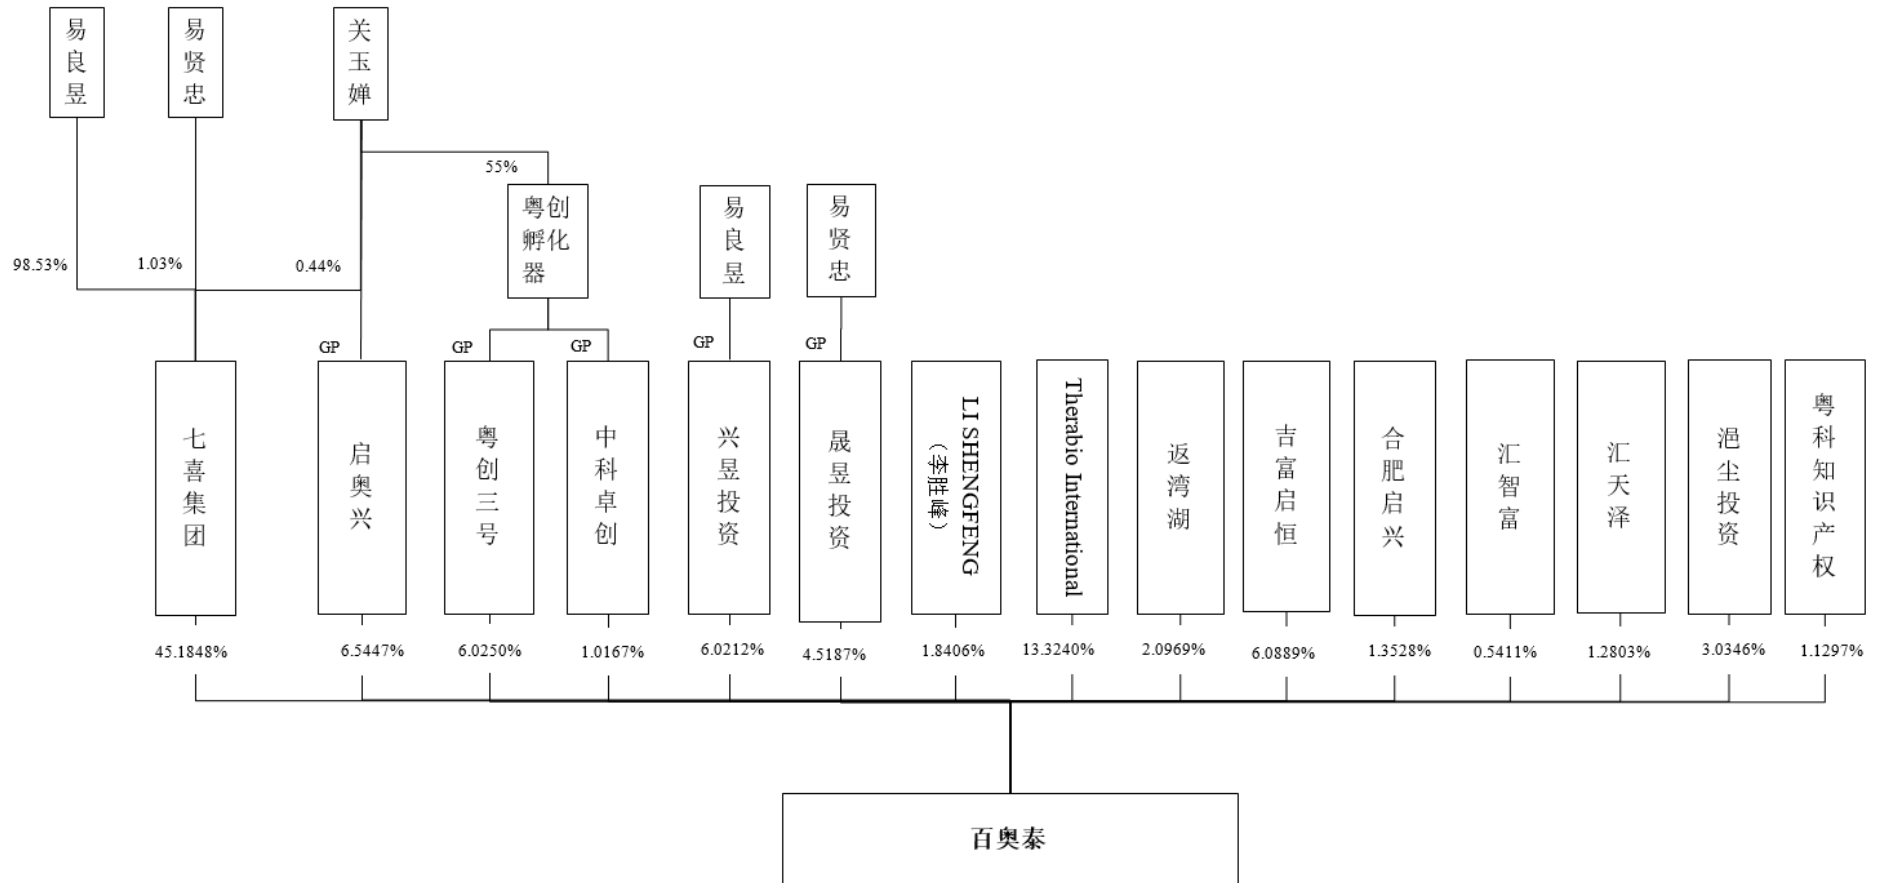 易良昱
易贤忠
关玉婵
55%
粤创
孵化
器
易良昱
易贤忠
98.53%
1.03%
0.44%
GP
GP
GP
GP
GP
七喜集团
启奥兴
粤创三号
中科卓创
兴昱投资
晟昱投资
LI SHENGFENG
（李胜峰）
Therabio International
返湾湖
吉富启恒
合肥启兴
汇智富
汇天泽
浥尘投资
粤科知识产权
45.1848%
6.5447%
6.0250%
1.0167%
6.0212%
4.5187%
1.8406%
13.3240%
2.0969%
6.0889%
1.3528%
0.5411%
1.2803%
3.0346%
1.1297%
百奥泰